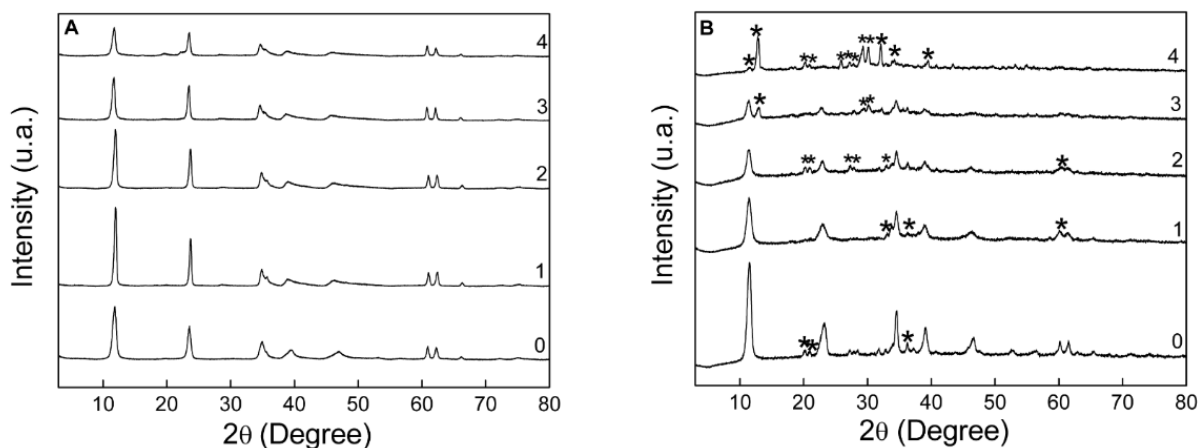 A
4
3
2
1
0
Intensity (u.a.)
10 20 30 40 50 60 70 80
2θ (Degree)
B
* * ** * ** ** * * *
4
* **
3
** ** * *
2
* * *
1
** *
0
Intensity (u.a.)
10 20 30 40 50 60 70 80
2θ (Degree)